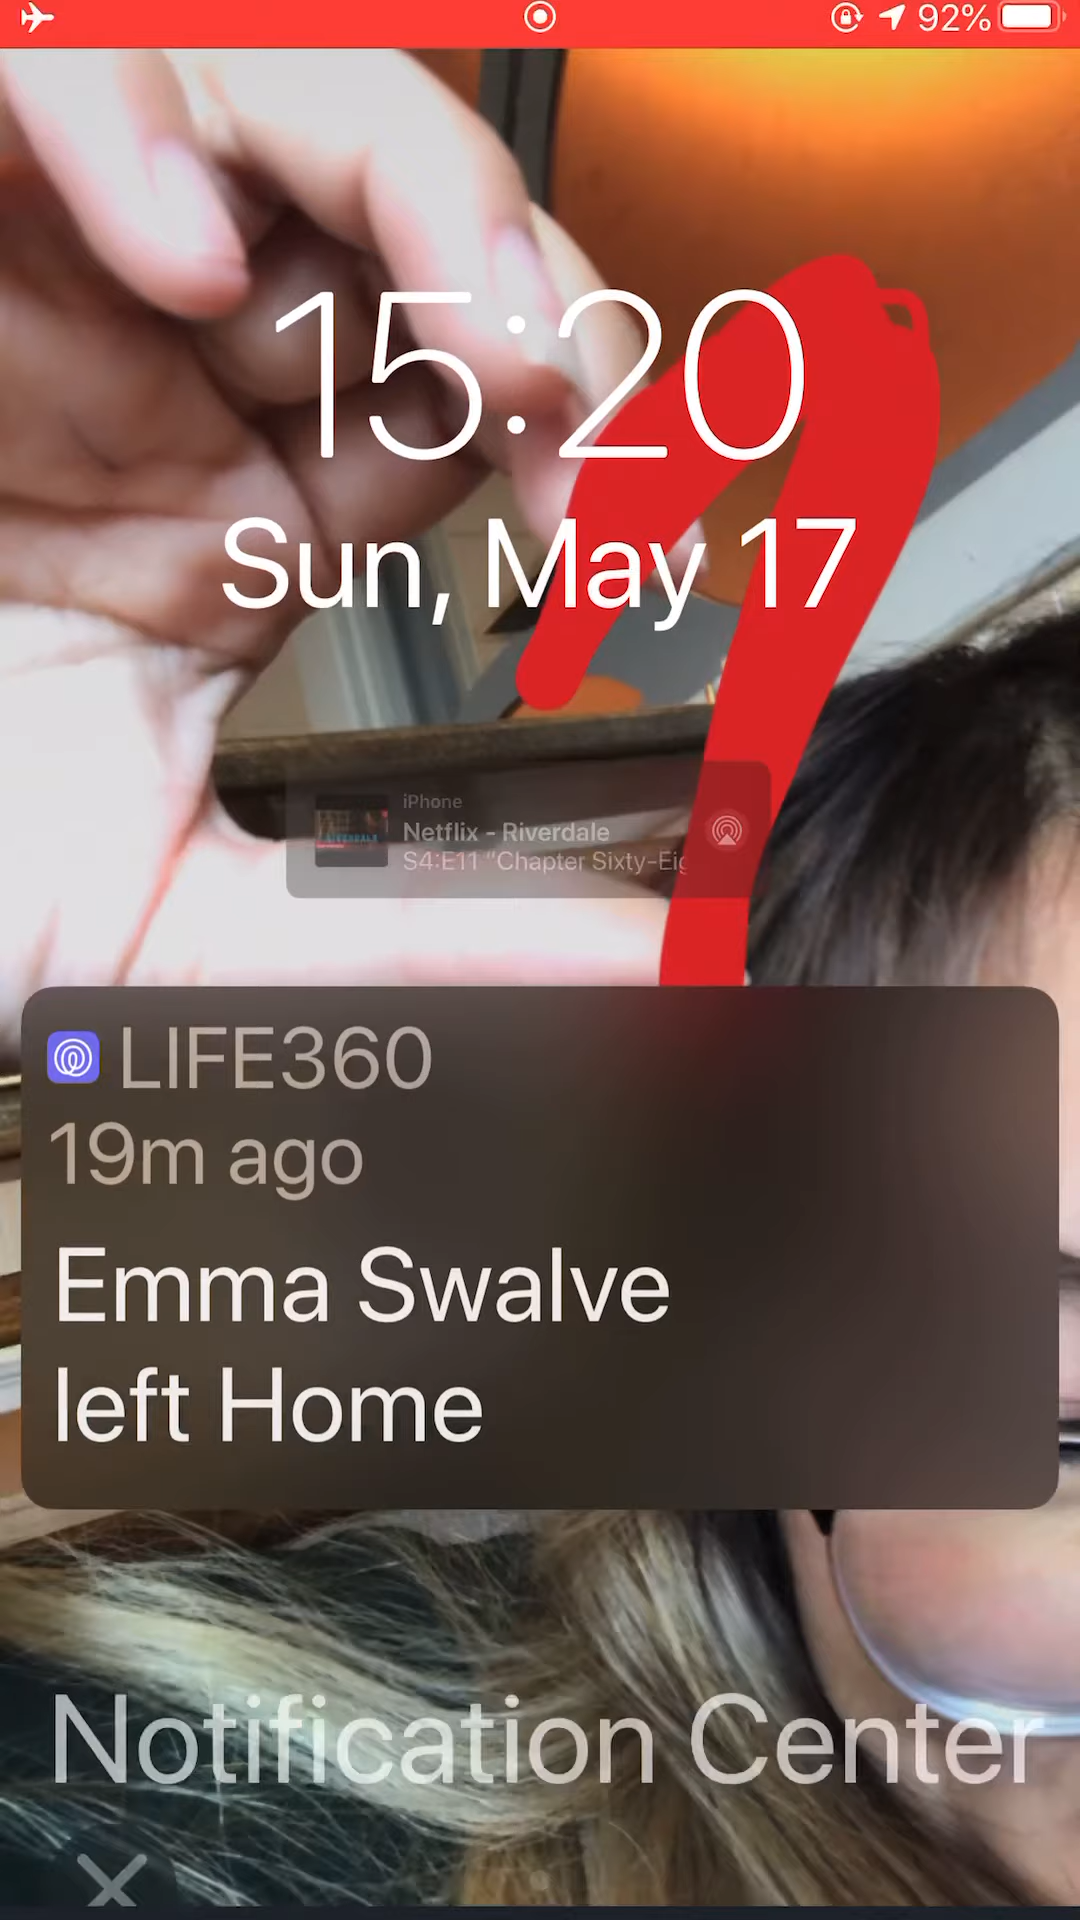 92%
15:20
Sun, May 17
iPhone
Netflix - Riverdale
S4:E11 "Chapter Sixty-Eig
LIFE360
19m ago
Emma Swalve
left Home
Notification Center